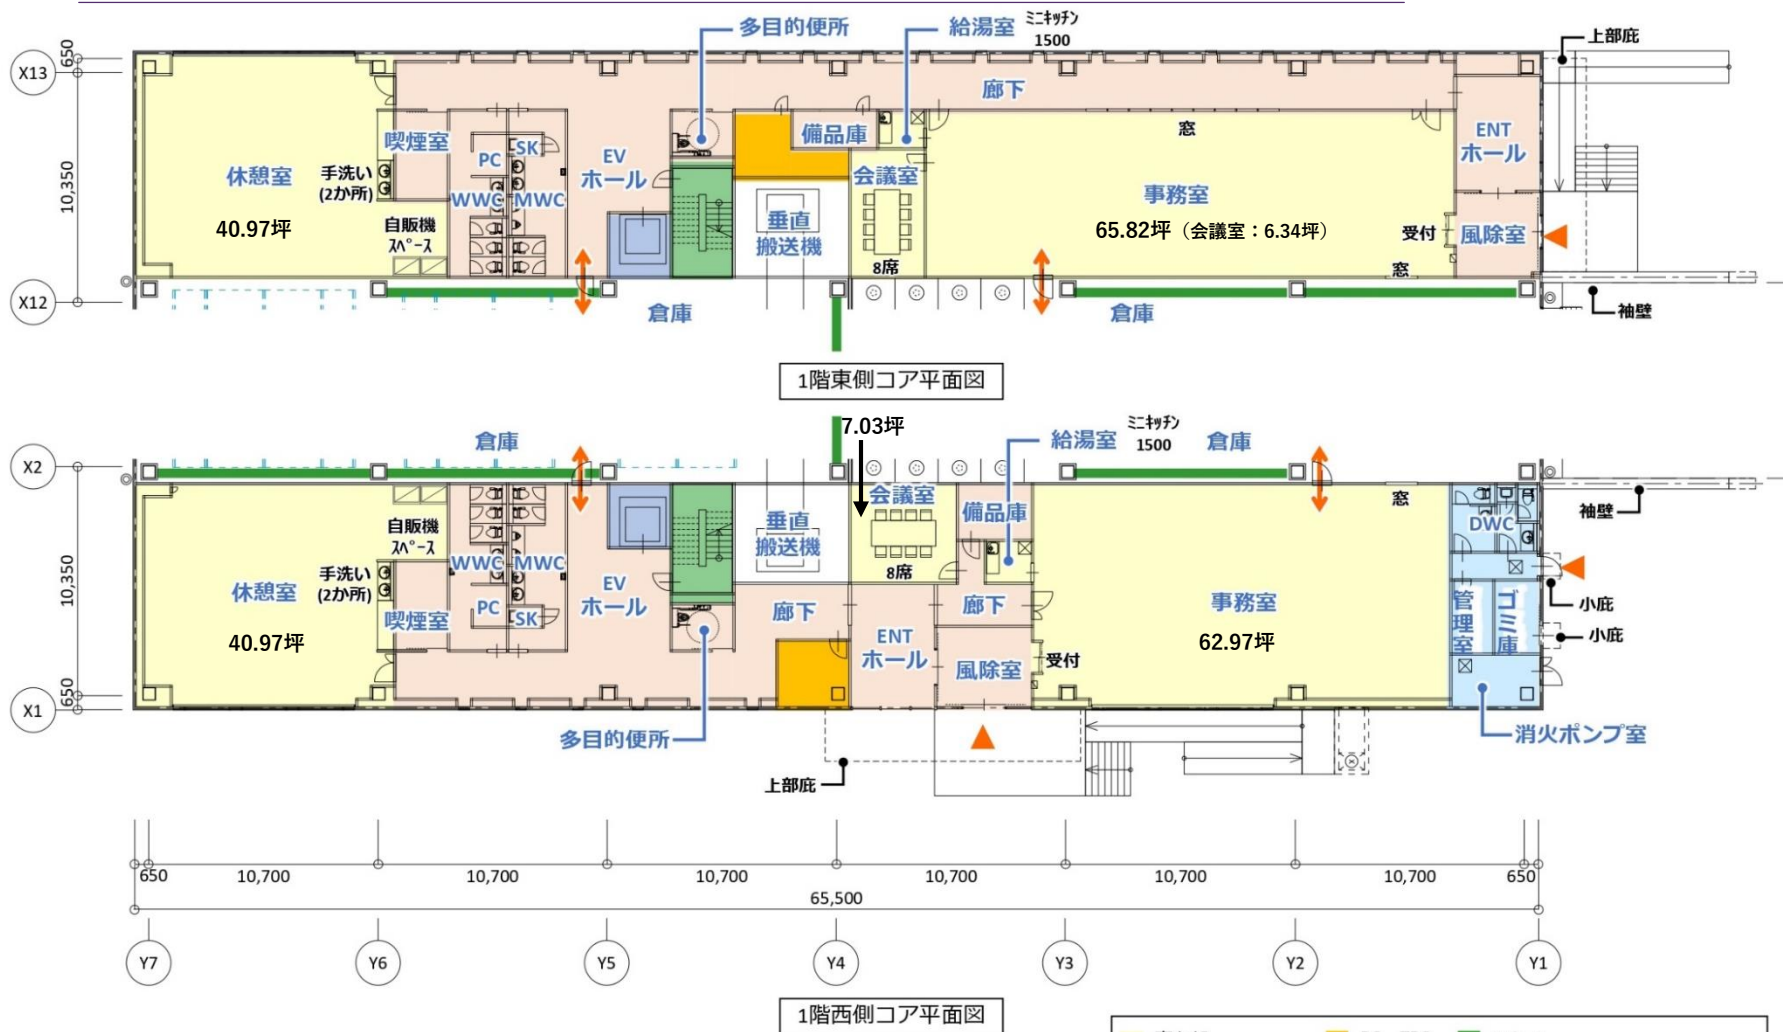 多目的便所
給湯室
ﾐﾆｷｯﾁﾝ
1500
上部庇
X13
650
10,350
X12
廊下
窓
喫煙室
PC
SK
EV
ホール
備品庫
ENT
ホール
休憩室
40.97坪
手洗い
(2か所)
WWC
MWC
自販機
ｽﾍﾟｰｽ
垂直
搬送機
会議室
8席
事務室
65.82坪（会議室：6.34坪）
受付
風除室
窓
倉庫
倉庫
袖壁
1階東側コア平面図
7.03坪
倉庫
給湯室
ﾐﾆｷｯﾁﾝ
1500
倉庫
X2
10,350
650
X1
自販機
ｽﾍﾟｰｽ
WWC
MWC
手洗い
(2か所)
休憩室
40.97坪
喫煙室
PC
SK
EV
ホール
垂直
搬送機
会議室
8席
備品庫
廊下
廊下
ENT
ホール
風除室
受付
事務室
62.97坪
窓
DWC
管理室
ゴミ庫
袖壁
小庇
小庇
消火ポンプ室
多目的便所
上部庇
650
10,700
10,700
10,700
10,700
10,700
10,700
650
65,500
Y7
Y6
Y5
Y4
Y3
Y2
Y1
1階西側コア平面図